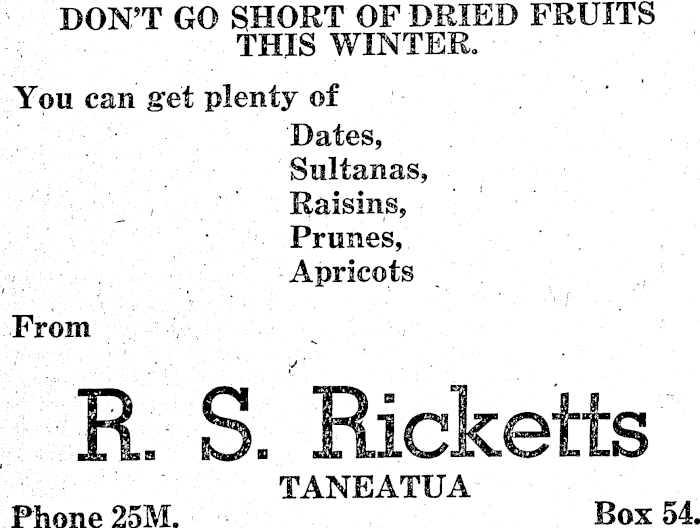 DON'T GO SHORT OF DRIED FRUITS
THIS WINTER.
You can get plenty of
Dates,
Sultanas,
Raisins,
Prunes,
Apricots
From
R. S. Ricketts
TANEATUA
Phone 25M.
Box 54.